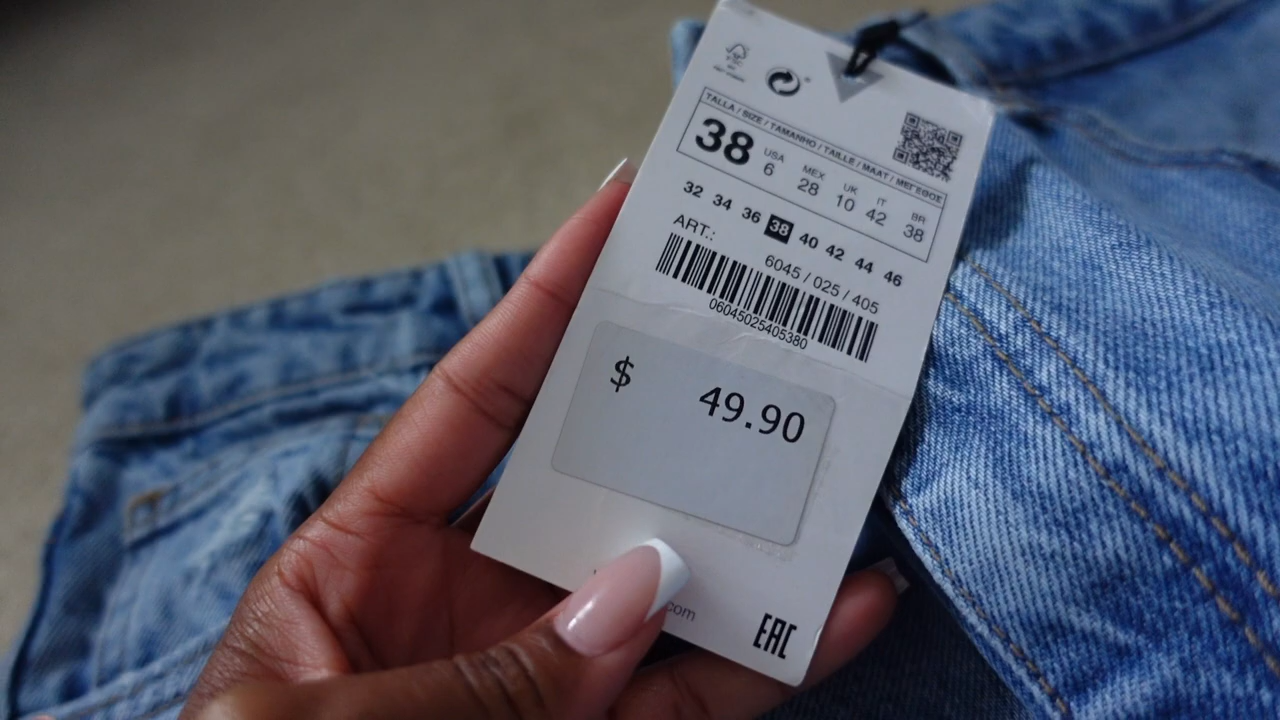 TALLA / SIZE / TAMANHO / TAILLE / MAAT / ΜΕΓΕΘΟΣ
38 USA 6 MEX 28 UK 10 IT 42 BR 38
32 34 36 38 40 42 44 46
ART.: 6045 / 025 / 405
06045025405380
$ 49.90
.com
EAC